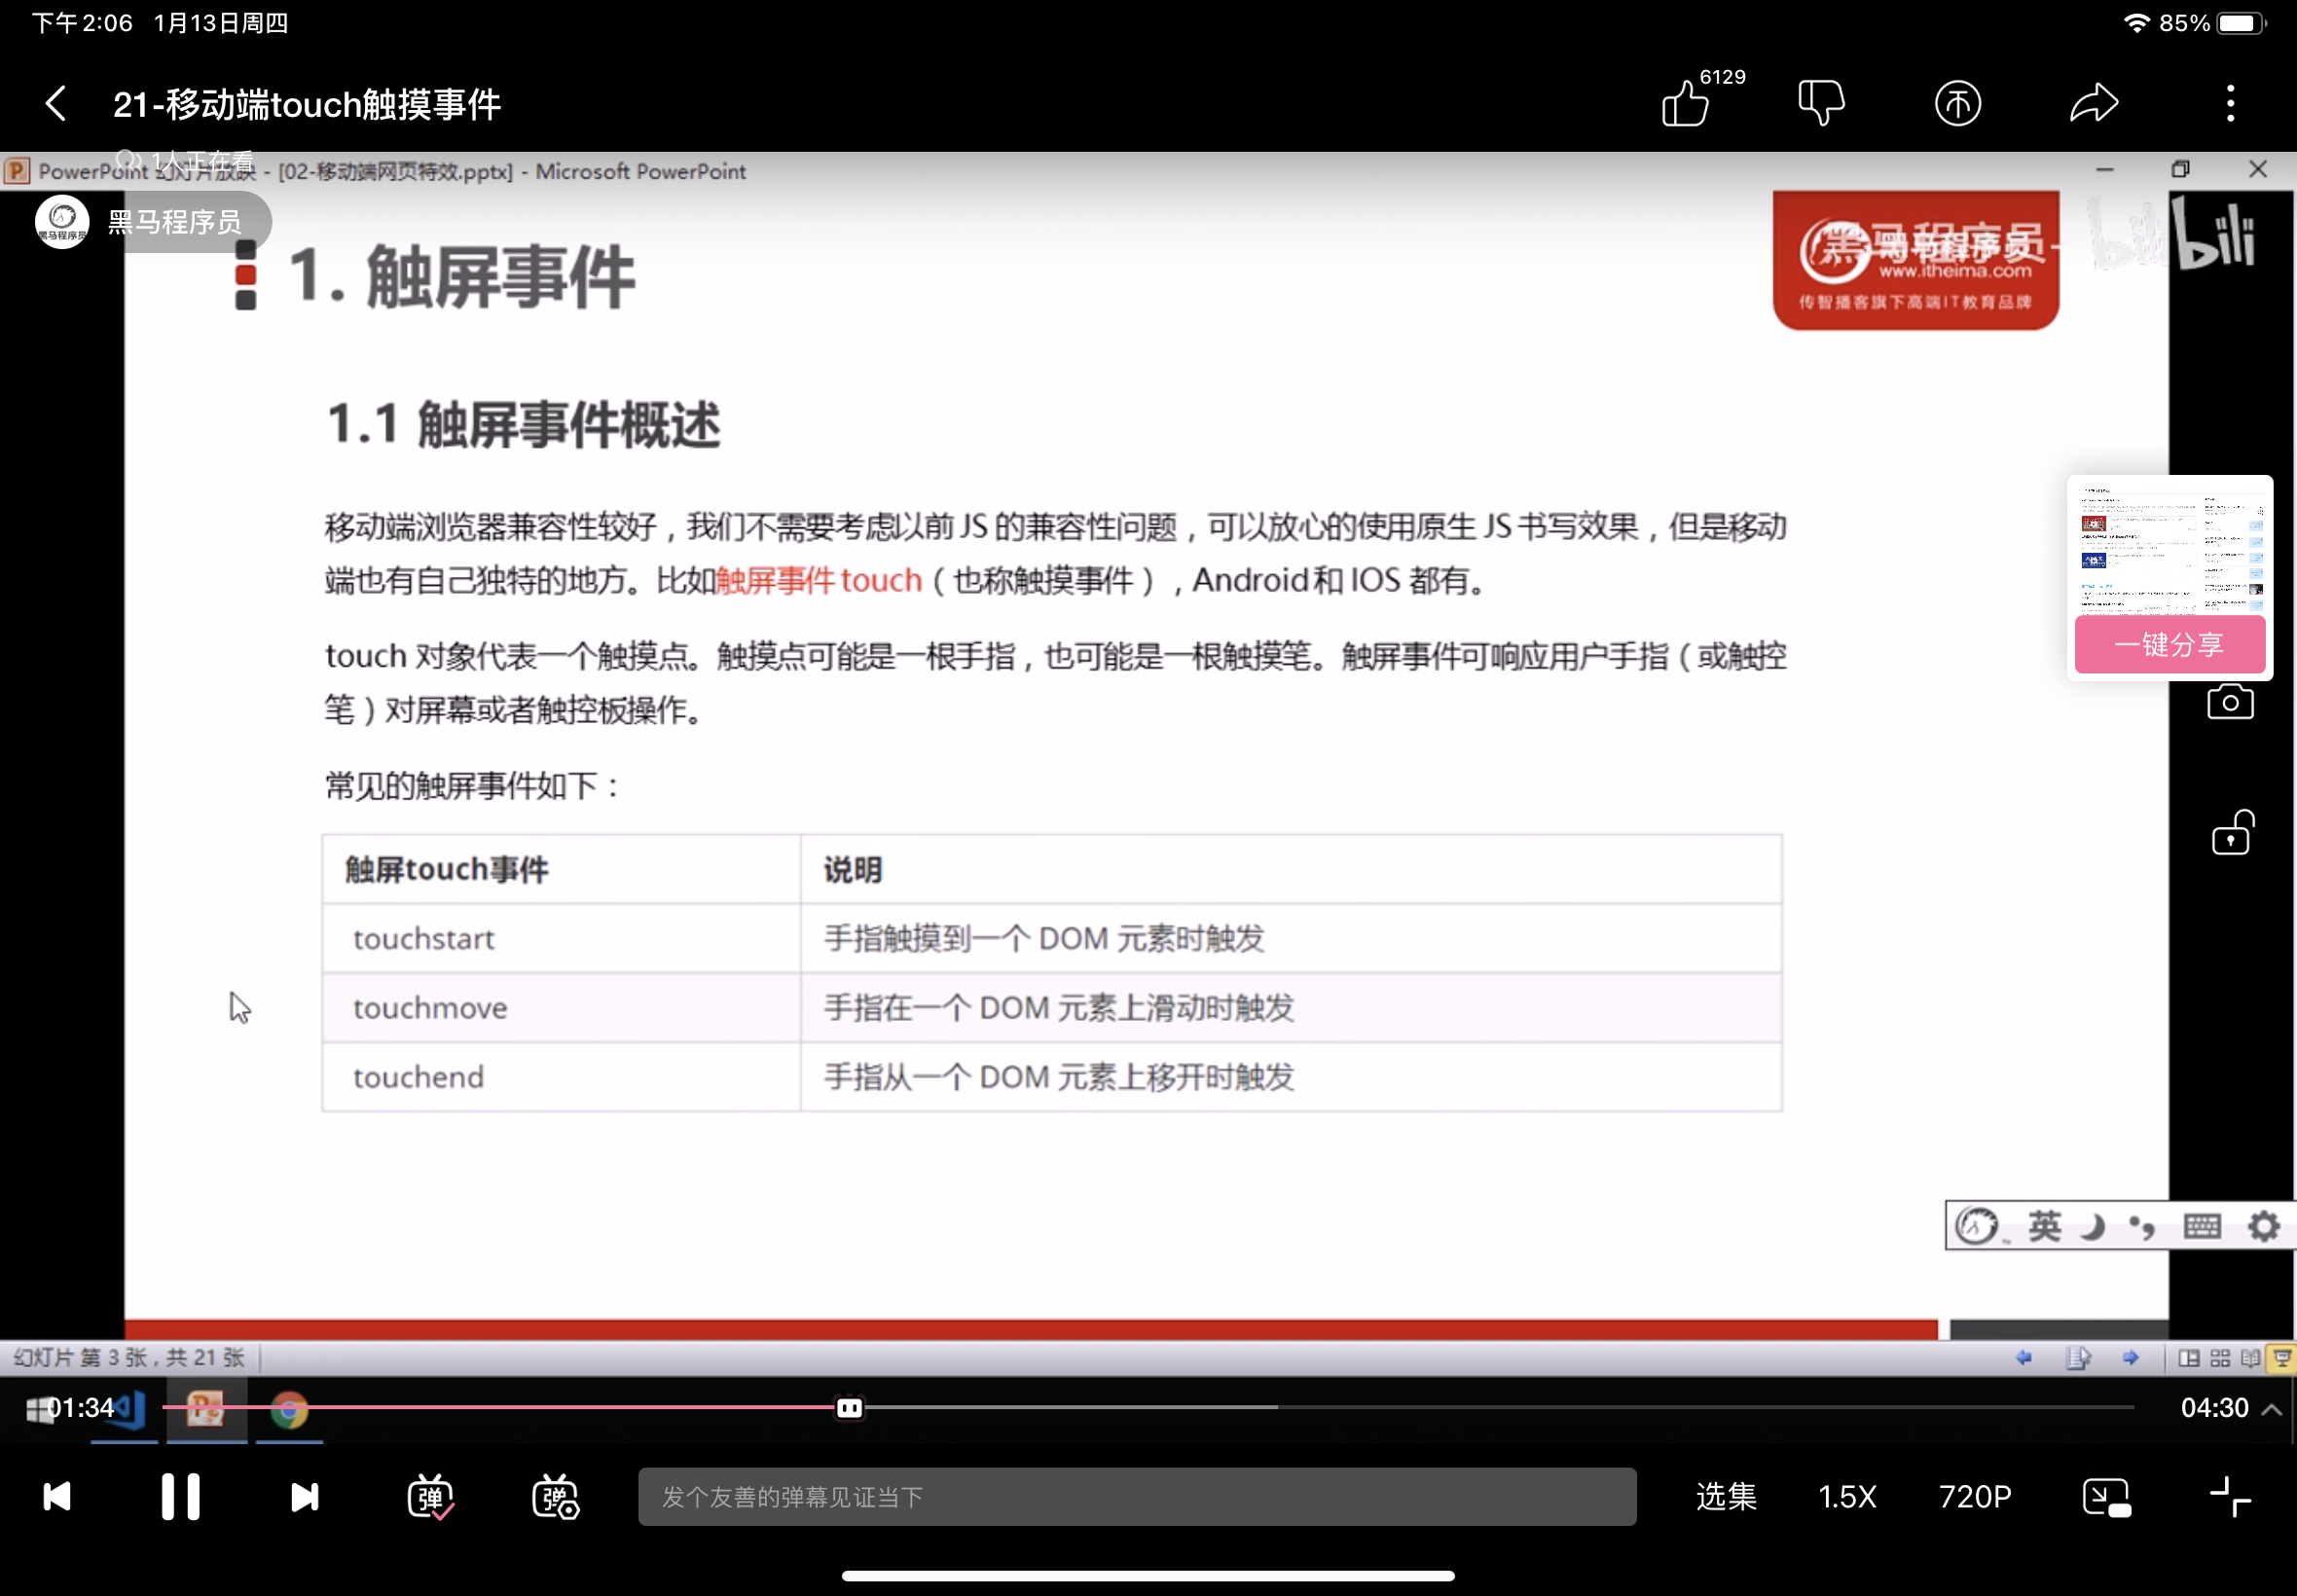 下午2:06 1月13日周四
85%
21-移动端touch触摸事件
6129
1人正在看
PowerPoint 幻灯片放映 - [02-移动端网页特效.pptx] - Microsoft PowerPoint
黑马程序员
黑马程序员
bilibili
www.itheima.com
传智播客旗下高端IT教育品牌
1. 触屏事件
1.1 触屏事件概述
移动端浏览器兼容性较好，我们不需要考虑以前 JS 的兼容性问题，可以放心的使用原生 JS 书写效果，但是移动
端也有自己独特的地方。比如触屏事件 touch（也称触摸事件），Android和 IOS 都有。
touch 对象代表一个触摸点。触摸点可能是一根手指，也可能是一根触摸笔。触屏事件可响应用户手指（或触控
笔）对屏幕或者触控板操作。
常见的触屏事件如下：
触屏touch事件 说明
touchstart 手指触摸到一个 DOM 元素时触发
touchmove 手指在一个 DOM 元素上滑动时触发
touchend 手指从一个 DOM 元素上移开时触发
一键分享
英
幻灯片 第 3 张，共 21 张
01:34
04:30
弹
弹
发个友善的弹幕见证当下
选集
1.5X
720P